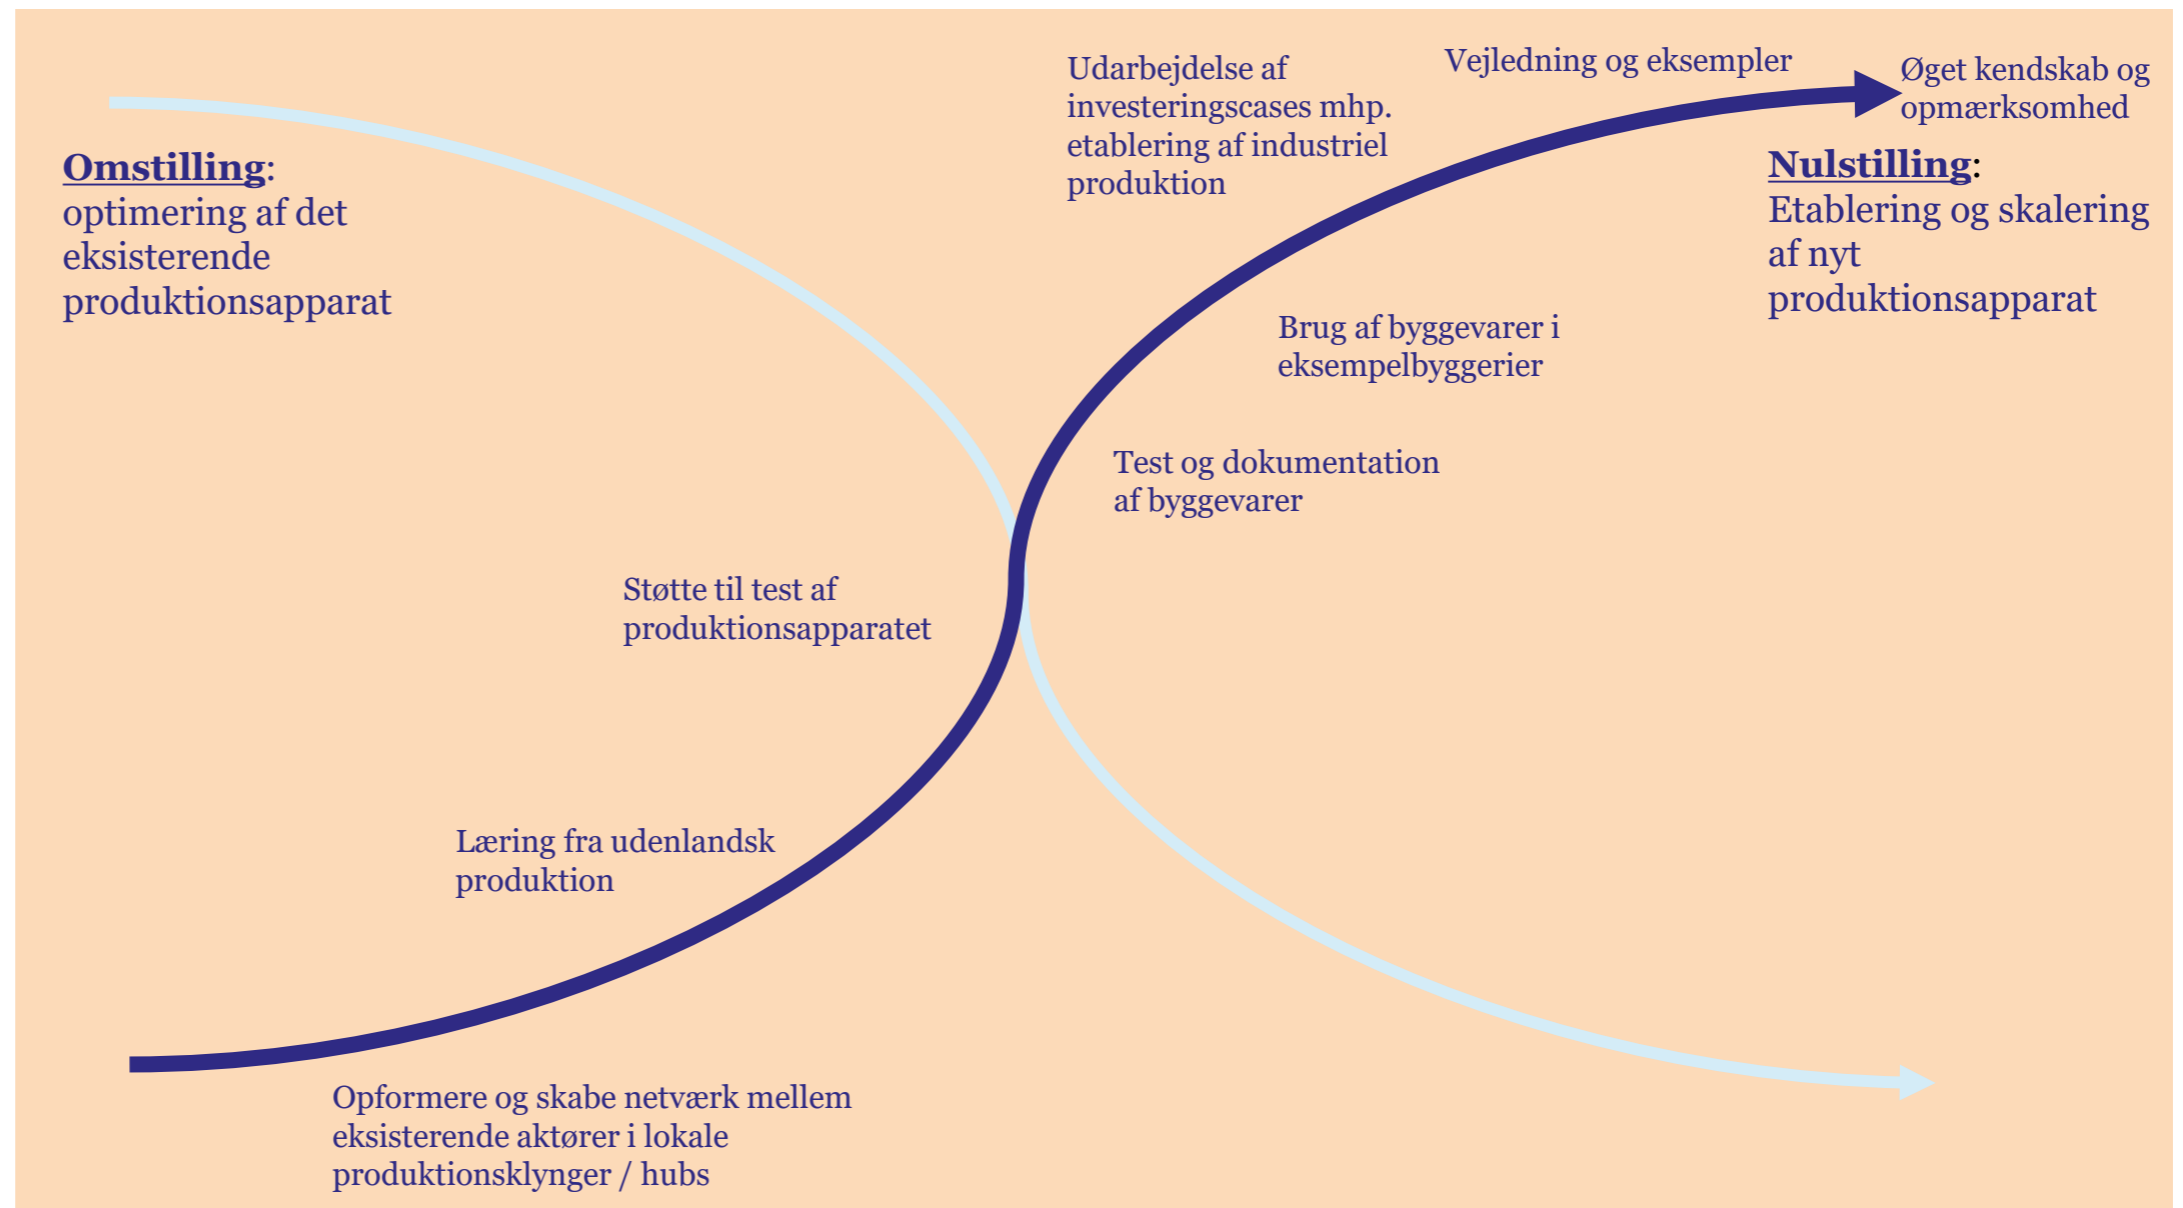 Udarbejdelse af
investeringscases mhp.
etablering af industriel
produktion
Vejledning og eksempler
Øget kendskab og
opmærksomhed
Omstilling:
optimering af det
eksisterende
produktionsapparat
Nulstilling:
Etablering og skalering
af nyt
produktionsapparat
Brug af byggevarer i
eksempelbyggerier
Test og dokumentation
af byggevarer
Støtte til test af
produktionsapparatet
Læring fra udenlandsk
produktion
Opformere og skabe netværk mellem
eksisterende aktører i lokale
produktionsklynger / hubs